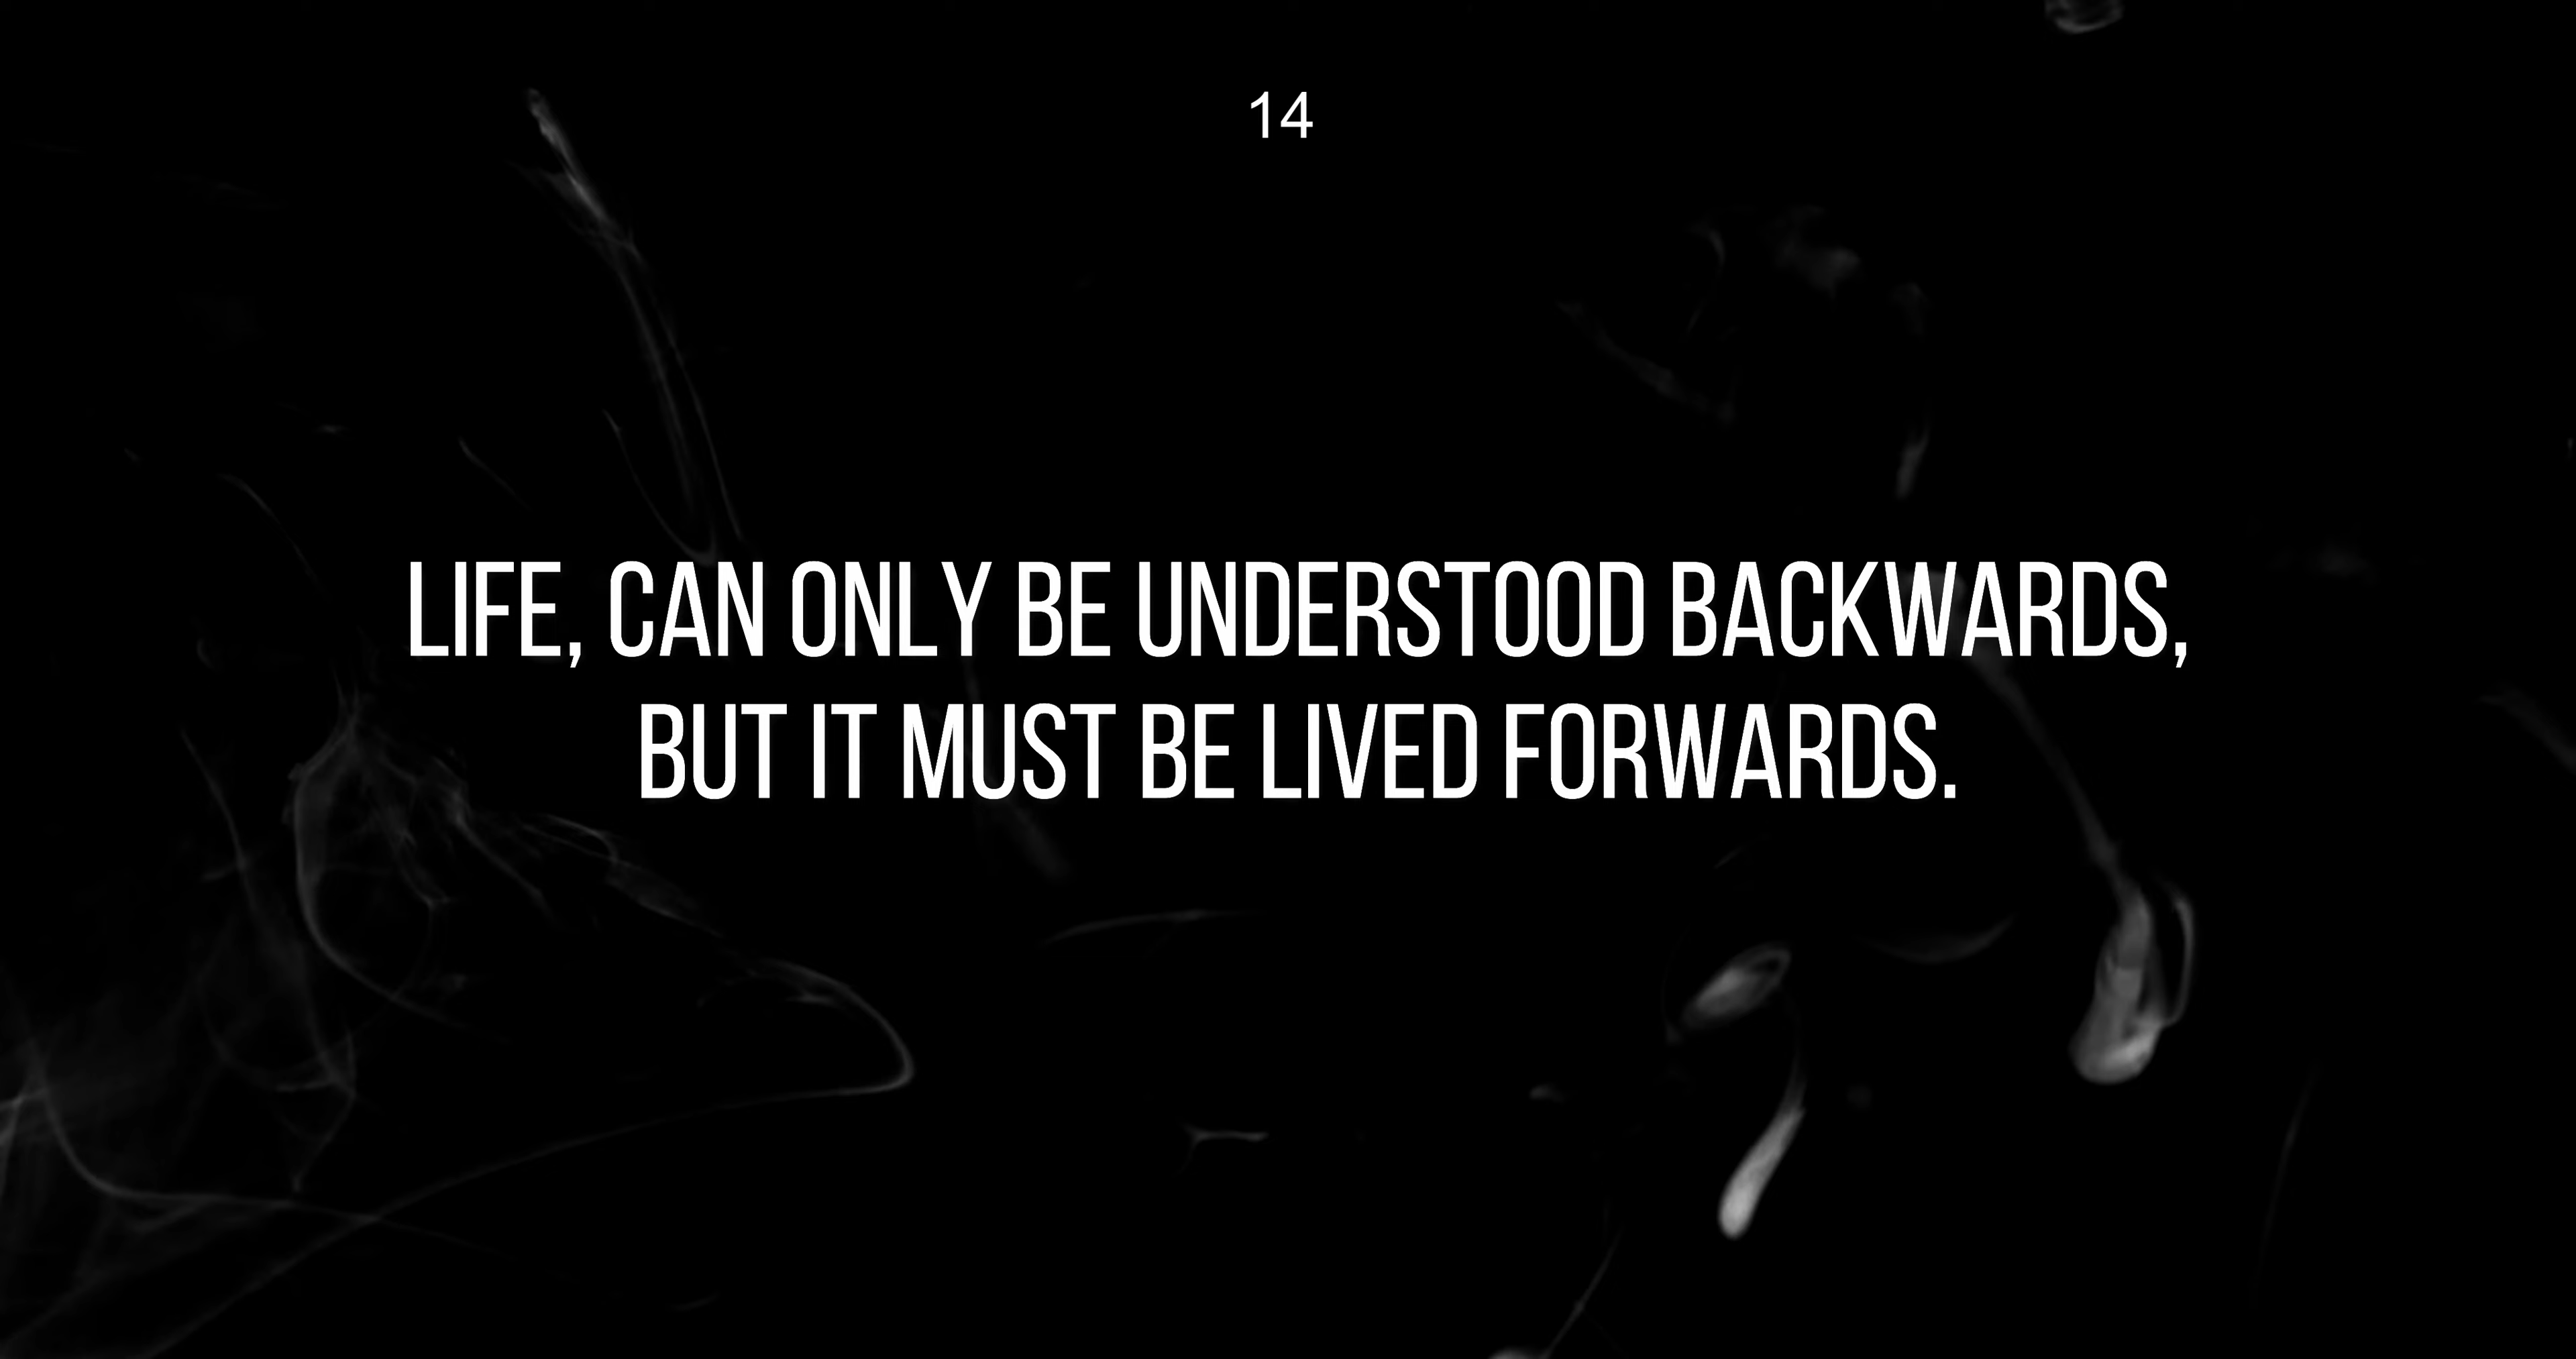 14
LIFE, CAN ONLY BE UNDERSTOOD BACKWARDS,
BUT IT MUST BE LIVED FORWARDS.